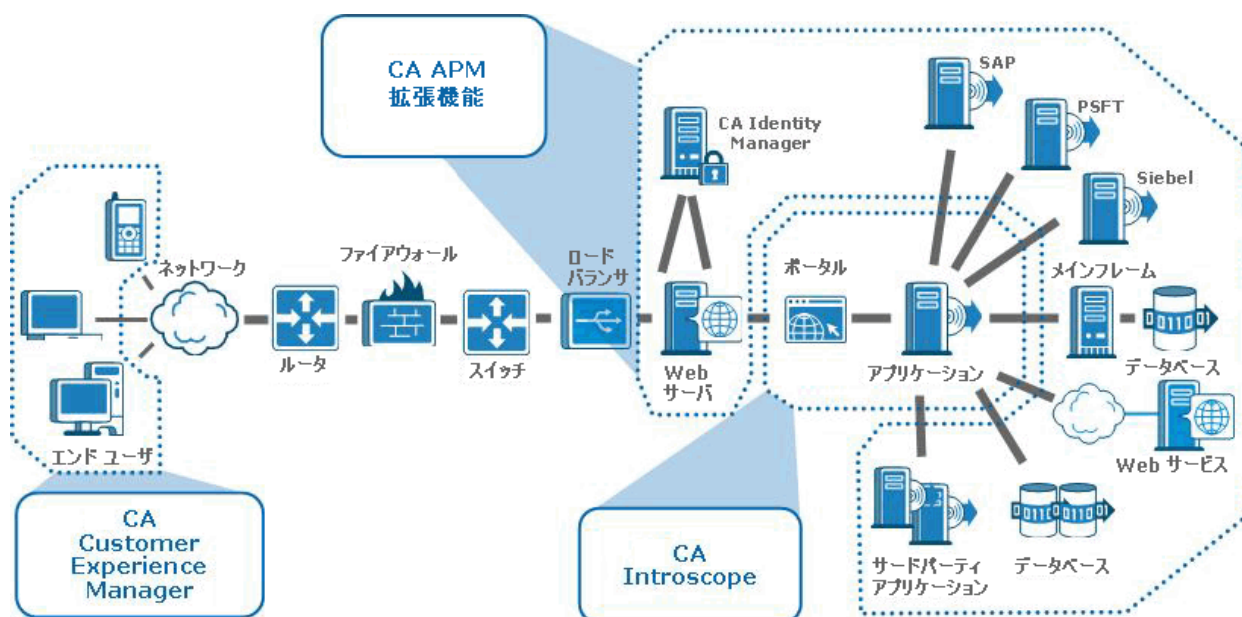 CA APM
拡張機能
SAP
PSFT
CA Identity
Manager
Siebel
ネットワーク
ファイアウォール
ロード
バランサ
ポータル
メインフレーム
ルータ
スイッチ
Web
サーバ
アプリケーション
データベース
エンド ユーザ
Web サービス
CA
Customer
Experience
Manager
CA
Introscope
サードパーティ
アプリケーション
データベース